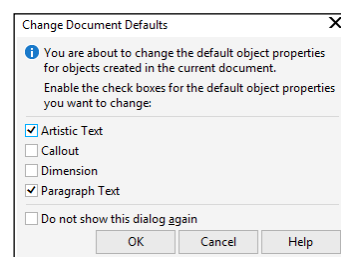 Change Document Defaults
You are about to change the default object properties
for objects created in the current document.
Enable the check boxes for the default object properties
you want to change:
Artistic Text
Callout
Dimension
Paragraph Text
Do not show this dialog again
OK Cancel Help